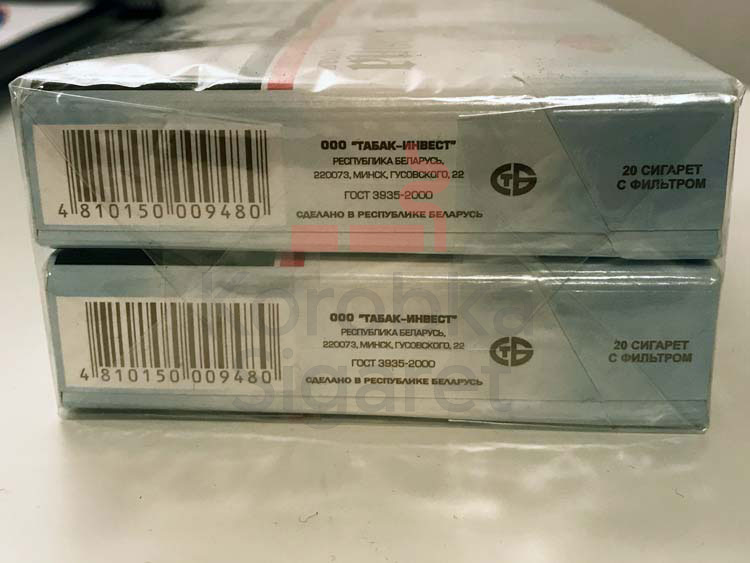 4 810150 009480
ООО "ТАБАК-ИНВЕСТ"
РЕСПУБЛИКА БЕЛАРУСЬ,
220073, МИНСК, ГУСОВСКОГО, 22
ГОСТ 3935-2000
СДЕЛАНО В РЕСПУБЛИКЕ БЕЛАРУСЬ
СТБ
20 СИГАРЕТ
С ФИЛЬТРОМ
4 810150 009480
ООО "ТАБАК-ИНВЕСТ"
РЕСПУБЛИКА БЕЛАРУСЬ,
220073, МИНСК, ГУСОВСКОГО, 22
ГОСТ 3935-2000
СДЕЛАНО В РЕСПУБЛИКЕ БЕЛАРУСЬ
СТБ
20 СИГАРЕТ
С ФИЛЬТРОМ
Korobka
Sigaret